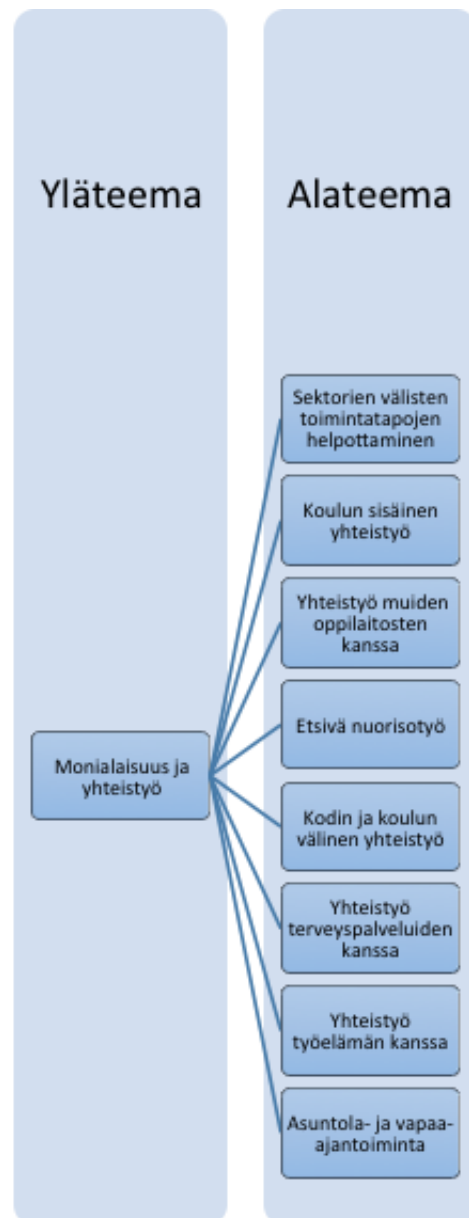 Yläteema
Alateema
Monialaisuus ja
yhteistyö
Sektorien välisten
toimintatapojen
helpottaminen
Koulun sisäinen
yhteistyö
Yhteistyö muiden
oppilaitosten
kanssa
Etsivä nuorisotyö
Kodin ja koulun
välinen yhteistyö
Yhteistyö
terveyspalveluiden
kanssa
Yhteistyö
työelämän kanssa
Asuntola- ja vapaa-
ajantoiminta